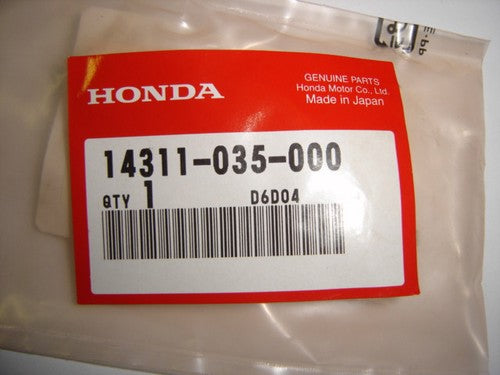 HONDA
GENUINE PARTS
Honda Motor Co., Ltd.
Made in Japan
14311-035-000
QTY 1 D6D04